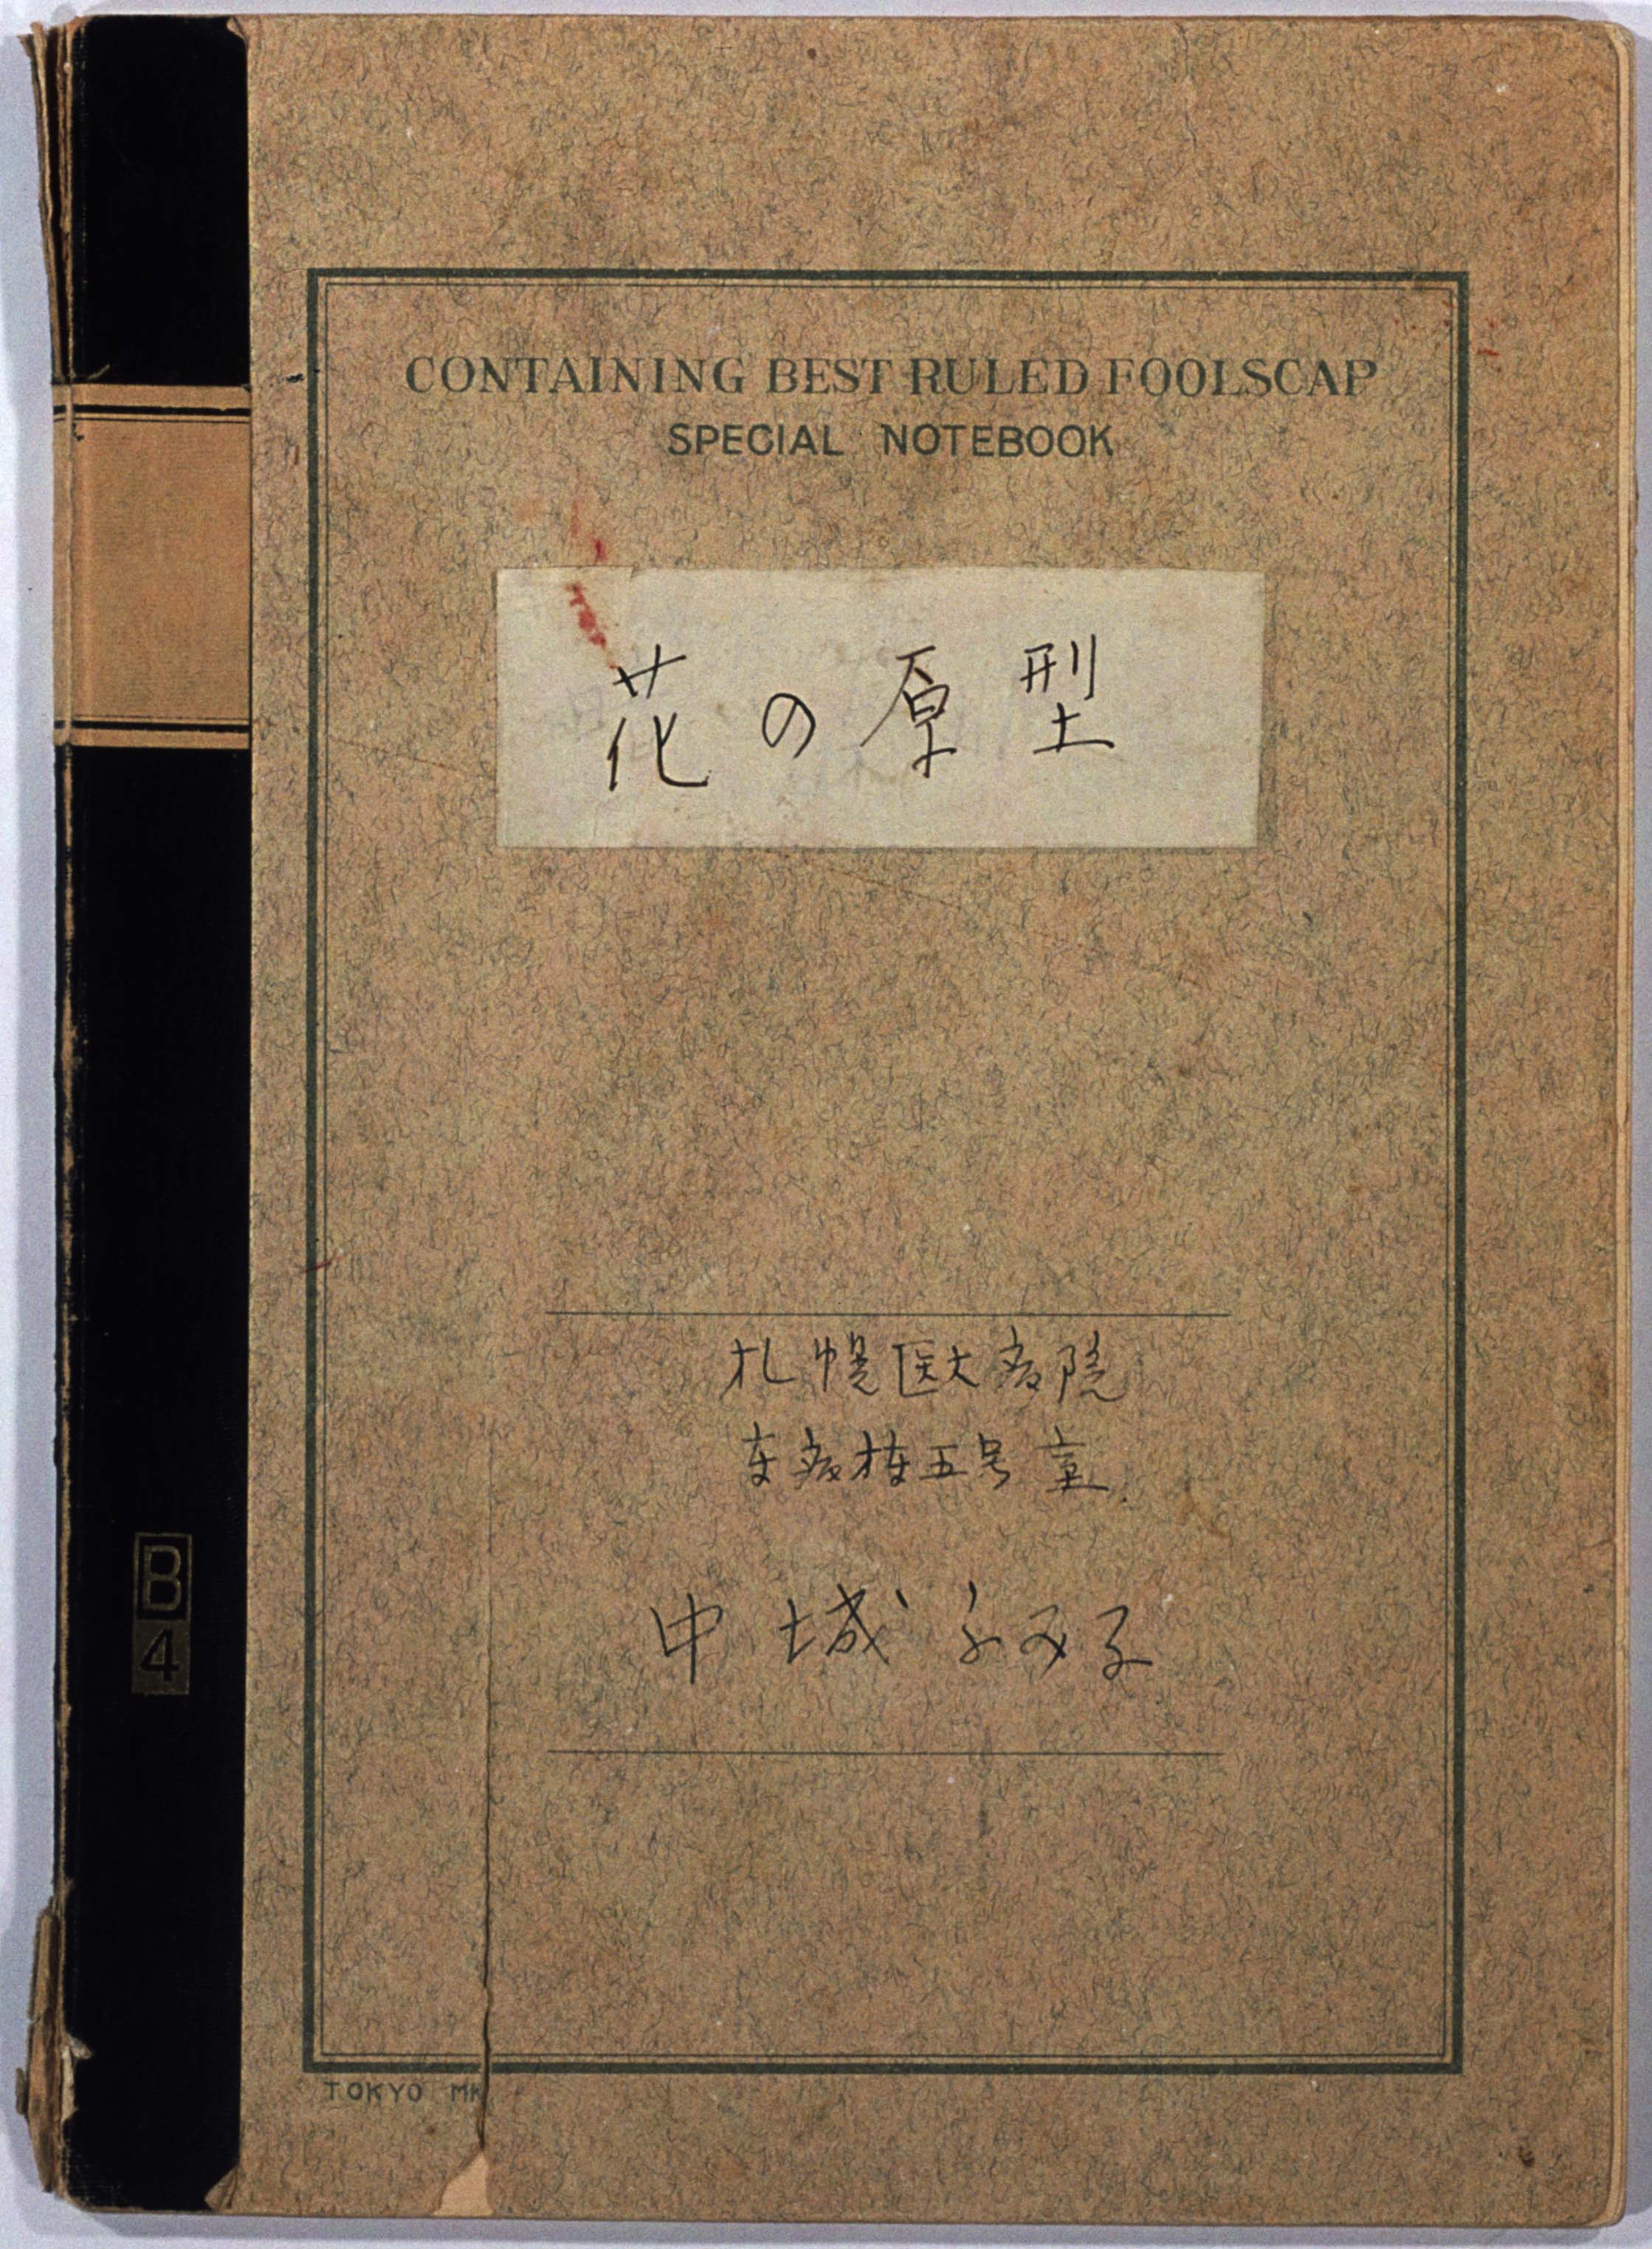 CONTAINING BEST RULED FOOLSCAP
SPECIAL NOTEBOOK
花の原型
札幌医大病院
東病棟五号室
中城ふみ子
B
4
TOKYO MK